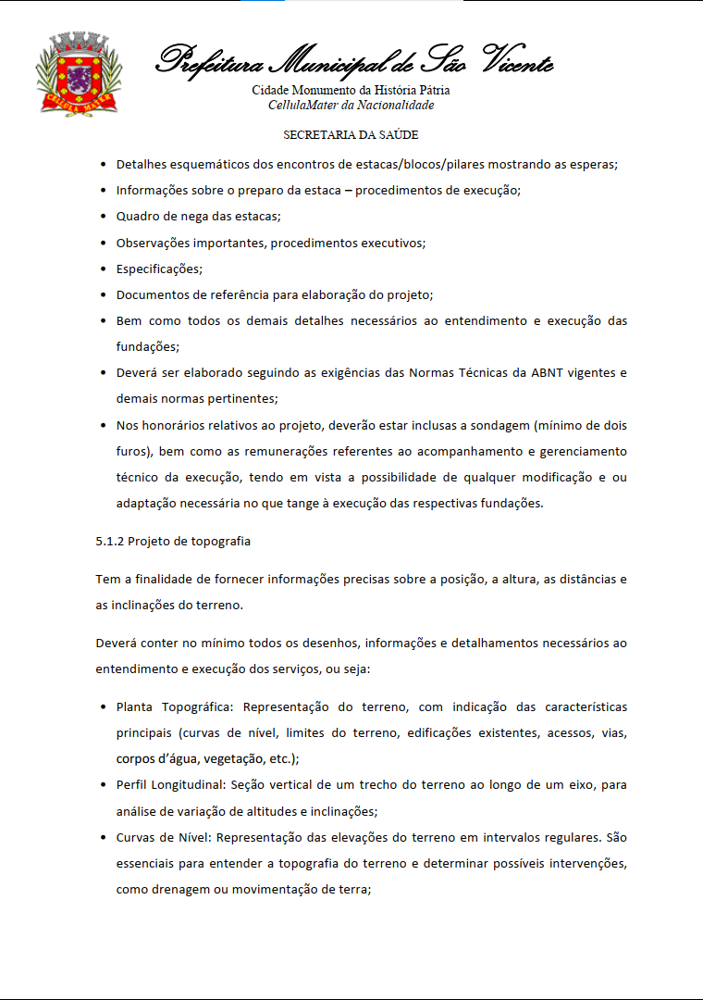 Prefeitura Municipal de São Vicente
Cidade Monumento da História Pátria
CellulaMater da Nacionalidade
SECRETARIA DA SAÚDE
CELLULA MATER
• Detalhes esquemáticos dos encontros de estacas/blocos/pilares mostrando as esperas;
• Informações sobre o preparo da estaca – procedimentos de execução;
• Quadro de nega das estacas;
• Observações importantes, procedimentos executivos;
• Especificações;
• Documentos de referência para elaboração do projeto;
• Bem como todos os demais detalhes necessários ao entendimento e execução das
fundações;
• Deverá ser elaborado seguindo as exigências das Normas Técnicas da ABNT vigentes e
demais normas pertinentes;
• Nos honorários relativos ao projeto, deverão estar inclusas a sondagem (mínimo de dois
furos), bem como as remunerações referentes ao acompanhamento e gerenciamento
técnico da execução, tendo em vista a possibilidade de qualquer modificação e ou
adaptação necessária no que tange à execução das respectivas fundações.
5.1.2 Projeto de topografia
Tem a finalidade de fornecer informações precisas sobre a posição, a altura, as distâncias e
as inclinações do terreno.
Deverá conter no mínimo todos os desenhos, informações e detalhamentos necessários ao
entendimento e execução dos serviços, ou seja:
• Planta Topográfica: Representação do terreno, com indicação das características
principais (curvas de nível, limites do terreno, edificações existentes, acessos, vias,
corpos d’água, vegetação, etc.);
• Perfil Longitudinal: Seção vertical de um trecho do terreno ao longo de um eixo, para
análise de variação de altitudes e inclinações;
• Curvas de Nível: Representação das elevações do terreno em intervalos regulares. São
essenciais para entender a topografia do terreno e determinar possíveis intervenções,
como drenagem ou movimentação de terra;